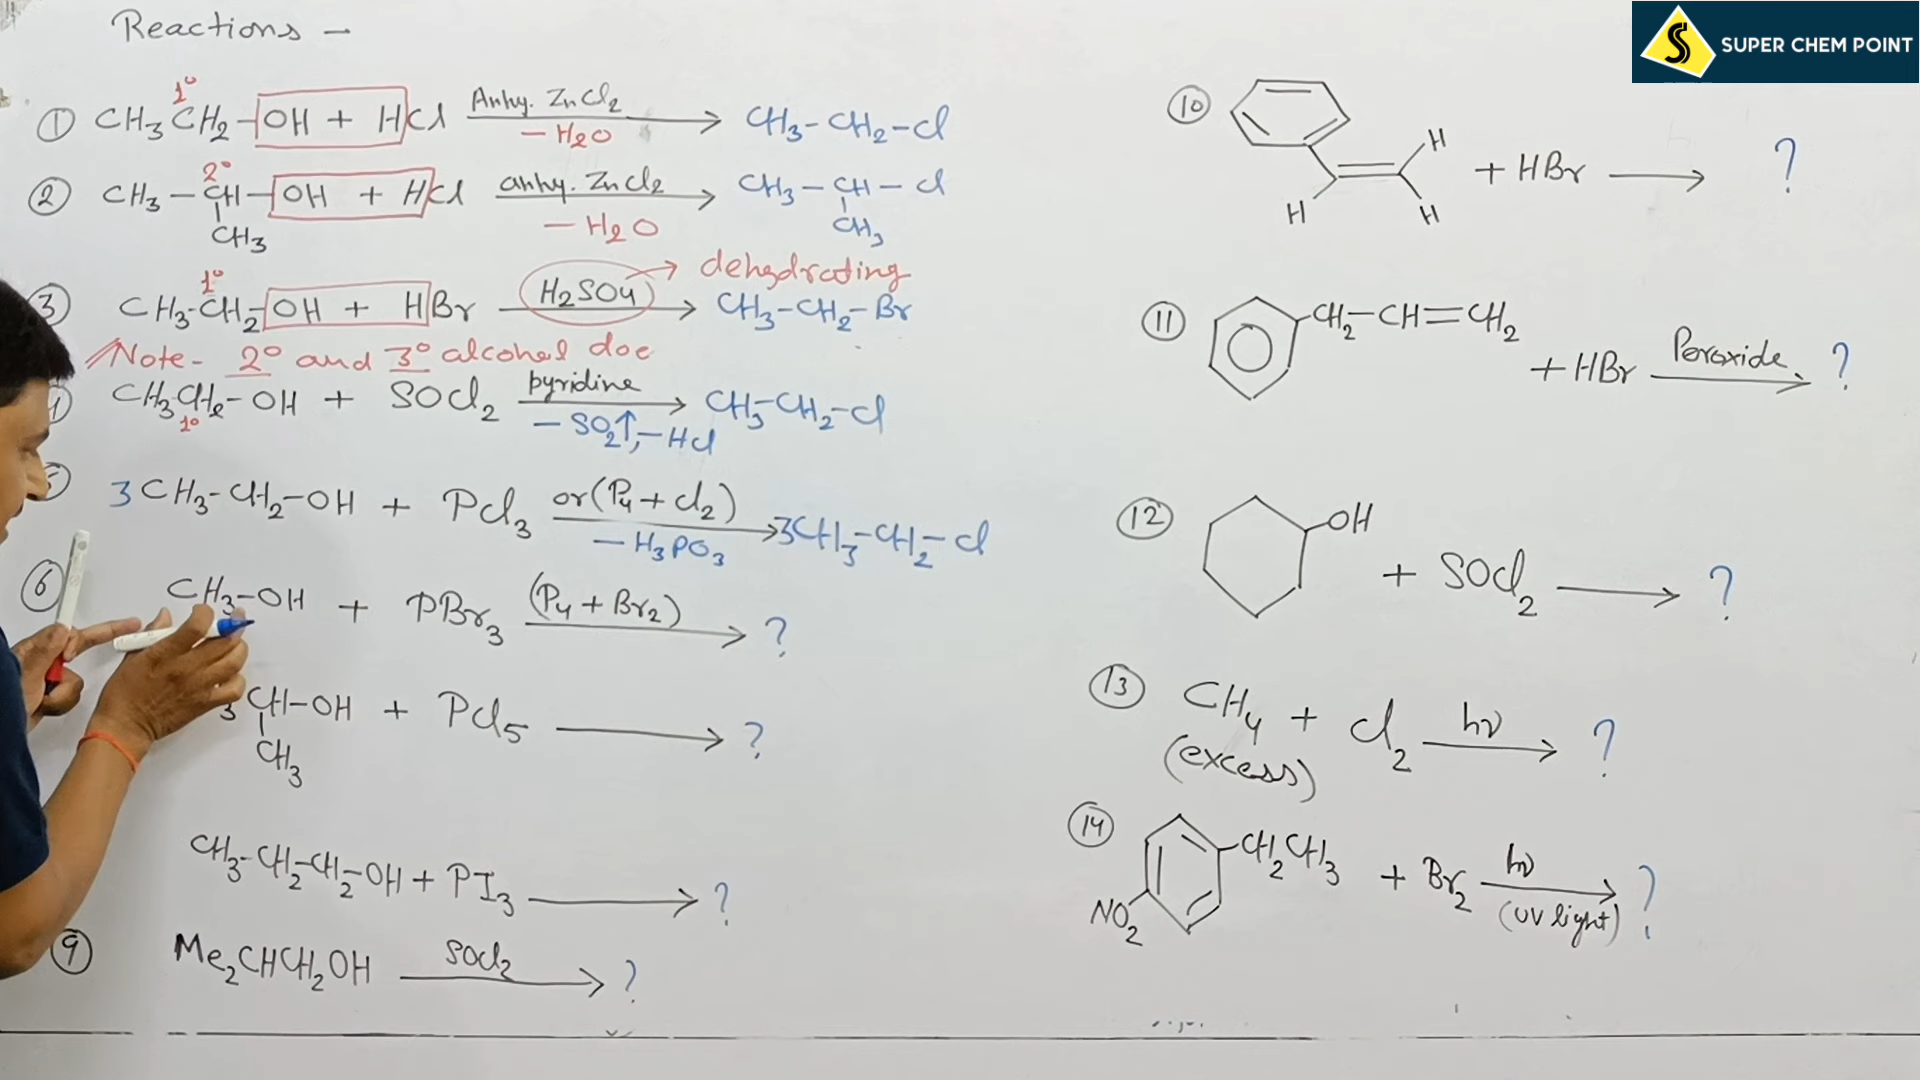 SUPER CHEM POINT
Reactions –
1°
① CH3CH2–OH + HCl Anhy. ZnCl2 → CH3–CH2–Cl
– H2O
2°
② CH3–CH–OH + HCl anhy. ZnCl2 → CH3–CH–Cl
CH3 – H2O CH3
1° H2SO4 → dehydrating
3 CH3–CH2–OH + HBr → CH3–CH2–Br
Note- 2° and 3° alcohol doe
CH3CH2–OH + SOCl2 pyridine → CH3–CH2–Cl
1° – SO2↑, – HCl
3CH3–CH2–OH + PCl3 or (P4 + Cl2) → 3CH3–CH2–Cl
– H3PO3
⑥ CH3–OH + PBr3 (P4 + Br2) → ?
3CH–OH + PCl5 → ?
CH3
CH3–CH2–CH2–OH + PI3 → ?
⑨ Me2CHCH2OH SOCl2 → ?
⑩ H
+ HBr → ?
H H
⑪ CH2–CH=CH2
+ HBr Peroxide → ?
⑫ OH
+ SOCl2 → ?
⑬ CH4 + Cl2 hν → ?
(excess)
⑭ CH2CH3 + Br2 hν → ?
NO2 (UV light)